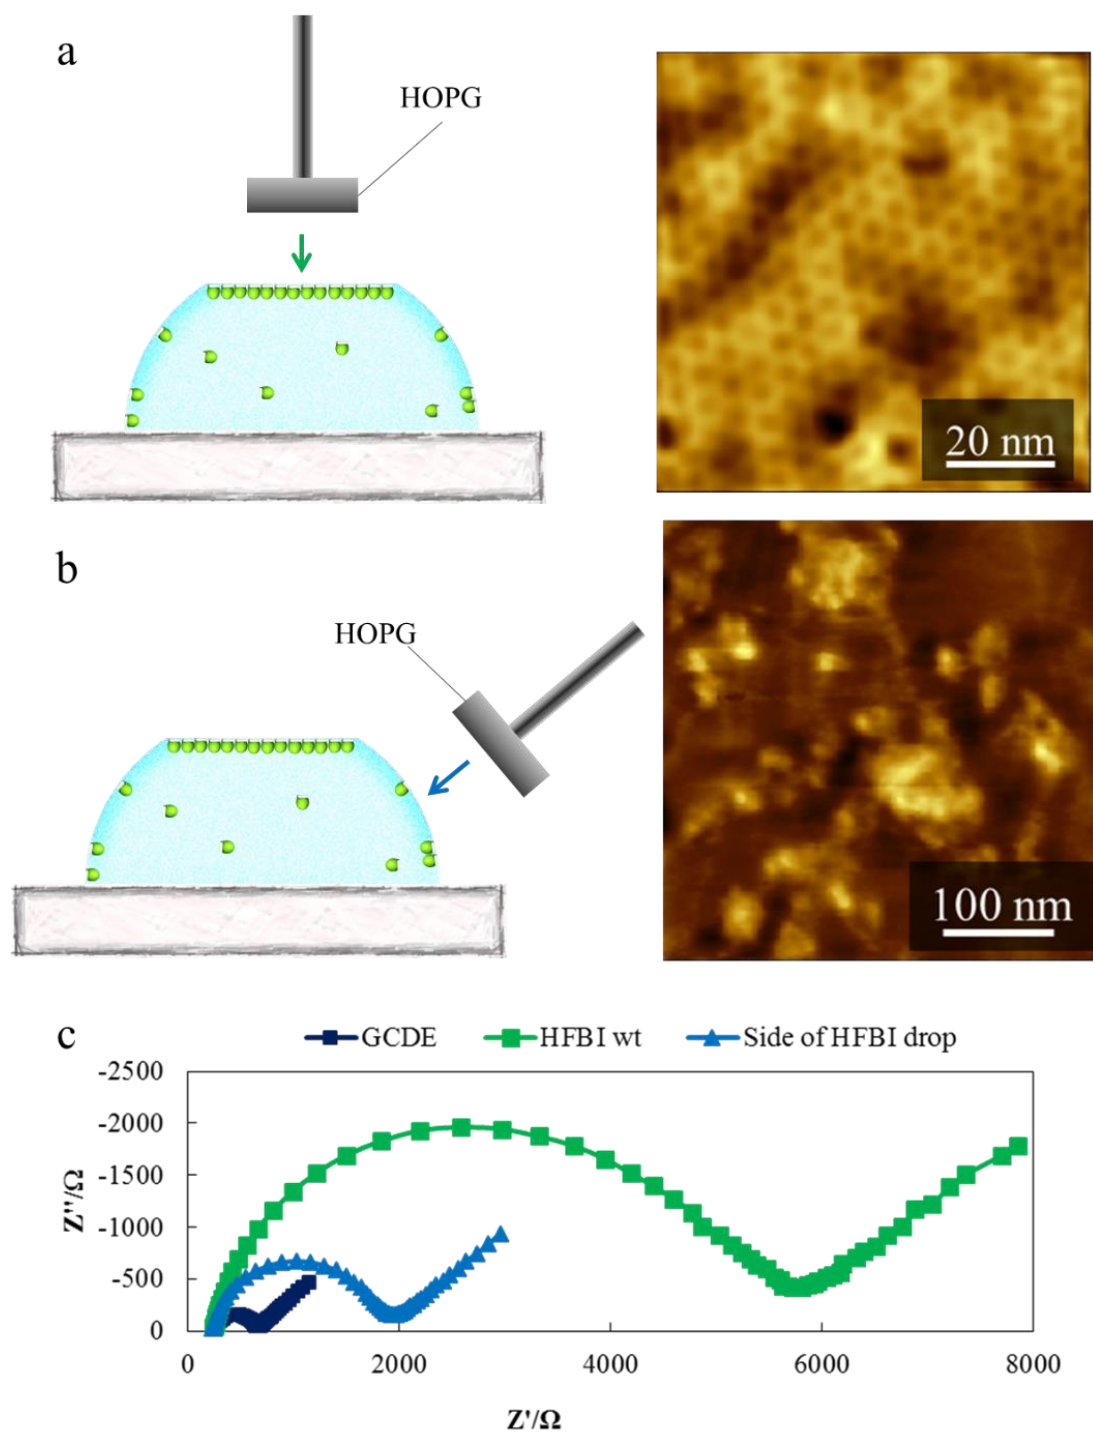 a
HOPG
20 nm
b
HOPG
100 nm
c
GCDE HFBI wt Side of HFBI drop
-2500
-2000
-1500
-1000
-500
0
Z''/Ω
0 2000 4000 6000 8000
Z'/Ω